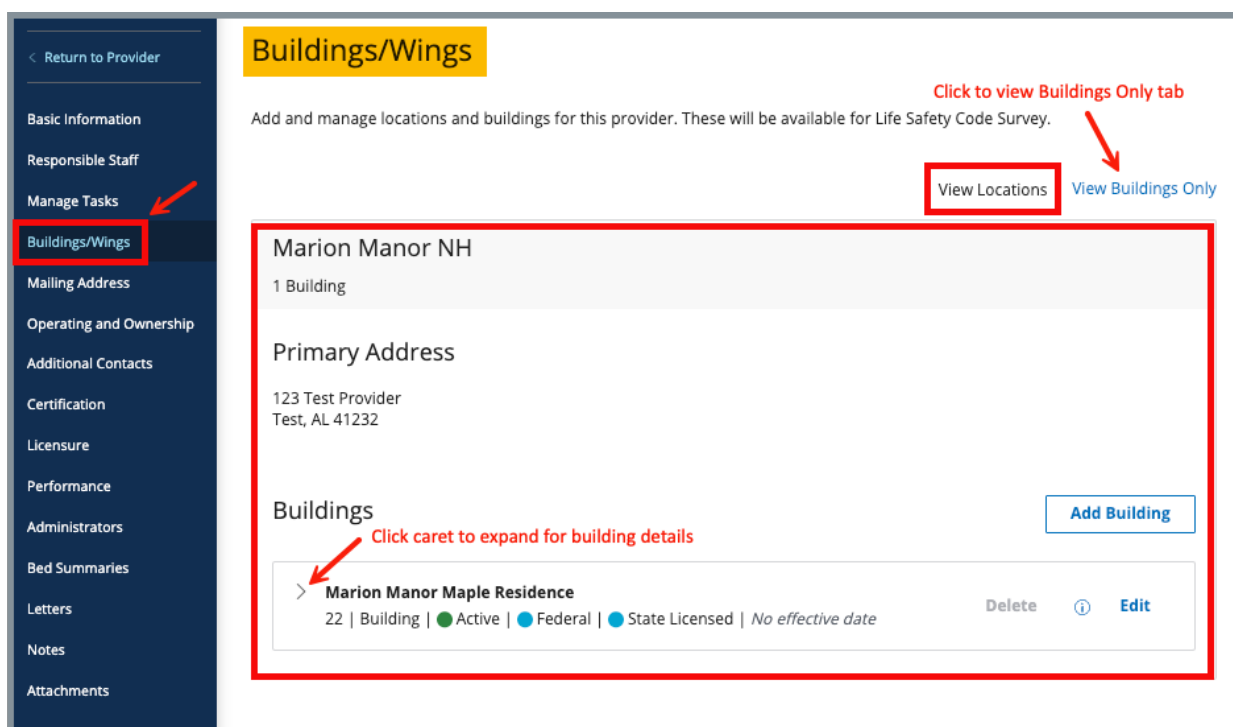 < Return to Provider
Basic Information
Responsible Staff
Manage Tasks
Buildings/Wings
Mailing Address
Operating and Ownership
Additional Contacts
Certification
Licensure
Performance
Administrators
Bed Summaries
Letters
Notes
Attachments
Buildings/Wings
Click to view Buildings Only tab
Add and manage locations and buildings for this provider. These will be available for Life Safety Code Survey.
View Locations View Buildings Only
Marion Manor NH
1 Building
Primary Address
123 Test Provider
Test, AL 41232
Buildings
Add Building
Click caret to expand for building details
Marion Manor Maple Residence
22 | Building | Active | Federal | State Licensed | No effective date
Delete Edit